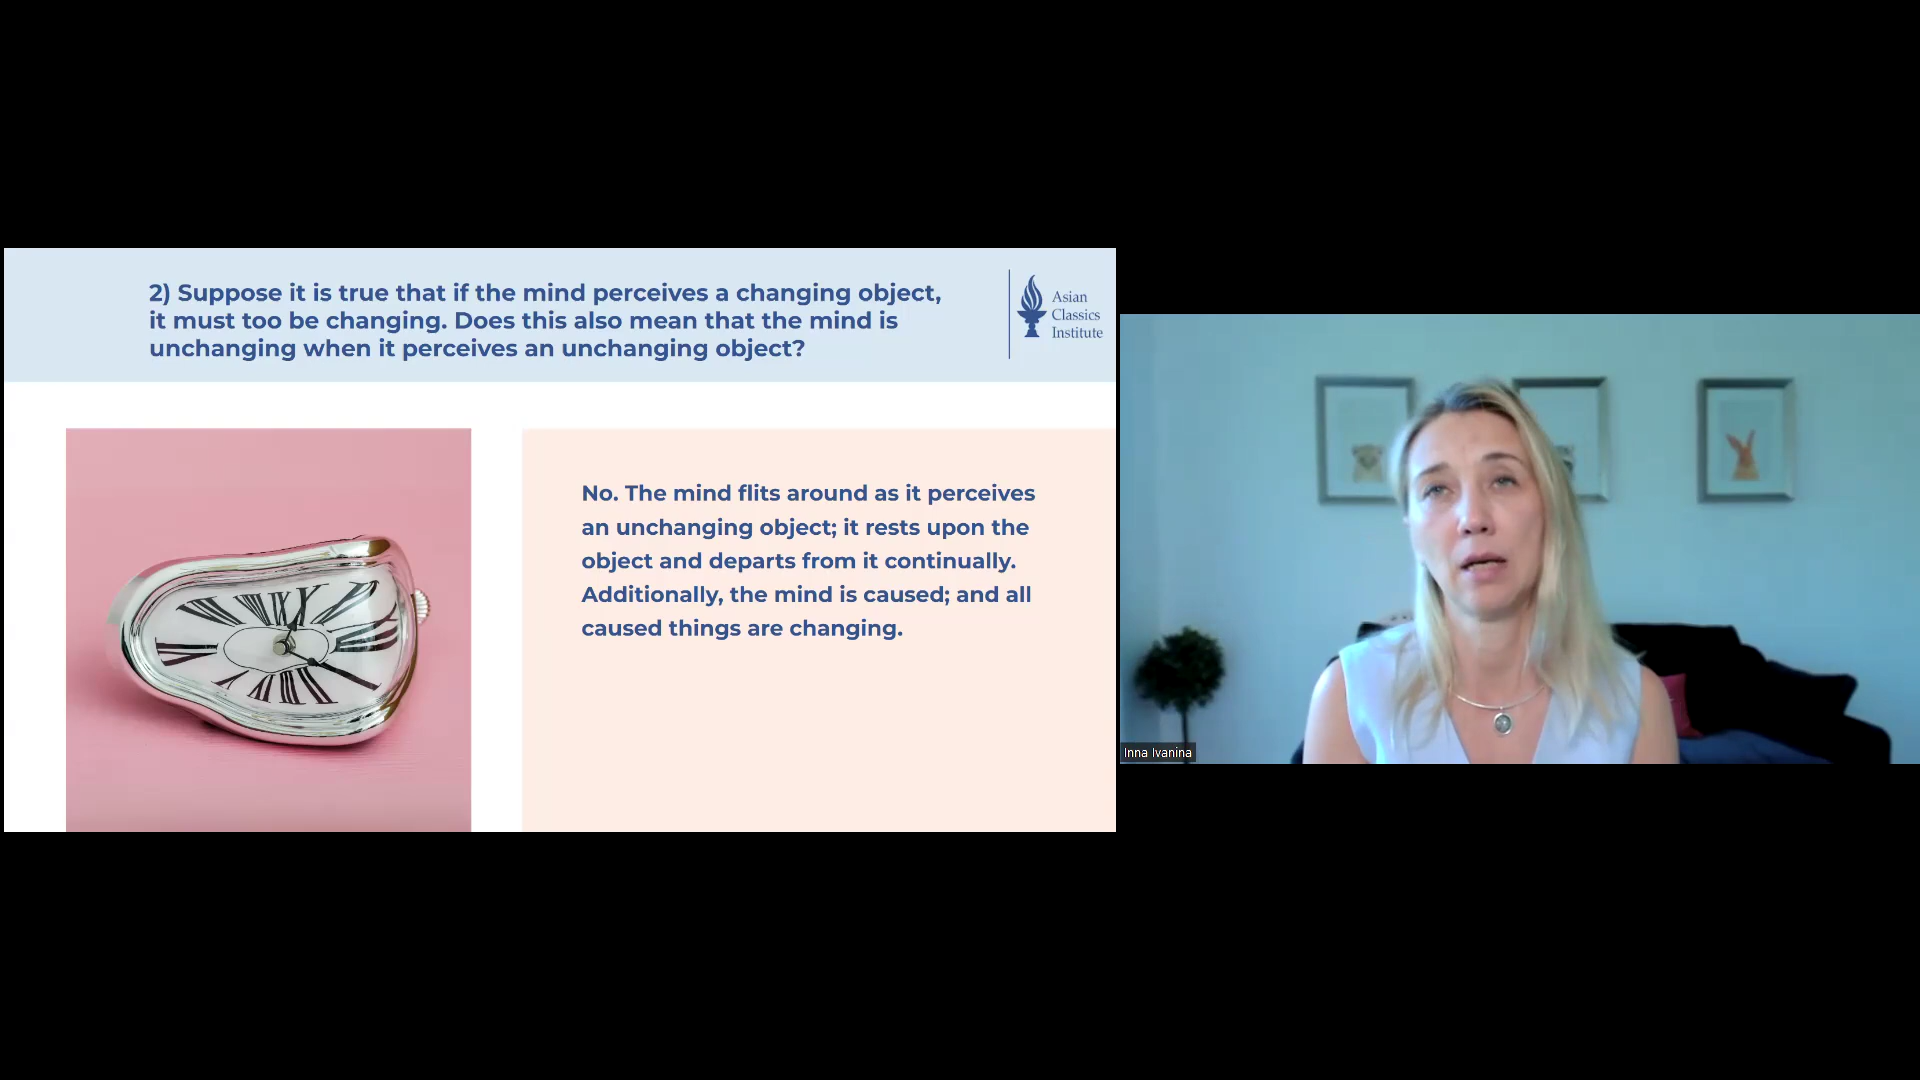 2) Suppose it is true that if the mind perceives a changing object,
it must too be changing. Does this also mean that the mind is
unchanging when it perceives an unchanging object?
Asian
Classics
Institute
No. The mind flits around as it perceives
an unchanging object; it rests upon the
object and departs from it continually.
Additionally, the mind is caused; and all
caused things are changing.
Inna Ivanina